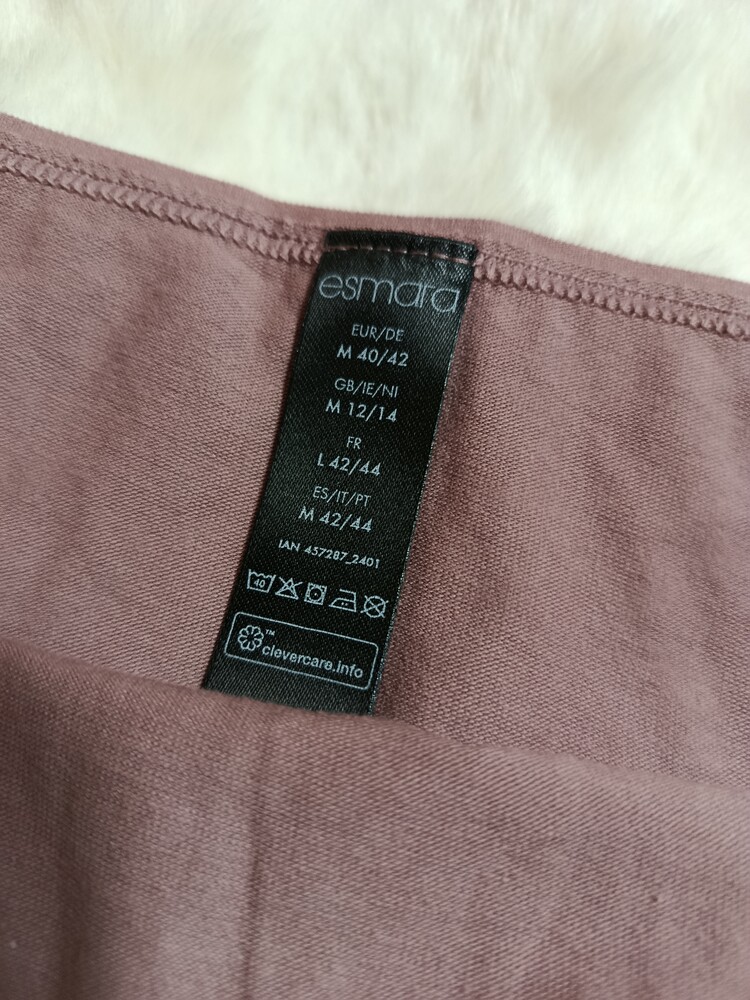 esmara
EUR/DE
M 40/42
GB/IE/NI
M 12/14
FR
L 42/44
ES/IT/PT
M 42/44
IAN 457287_2401
40
clevercare.info™